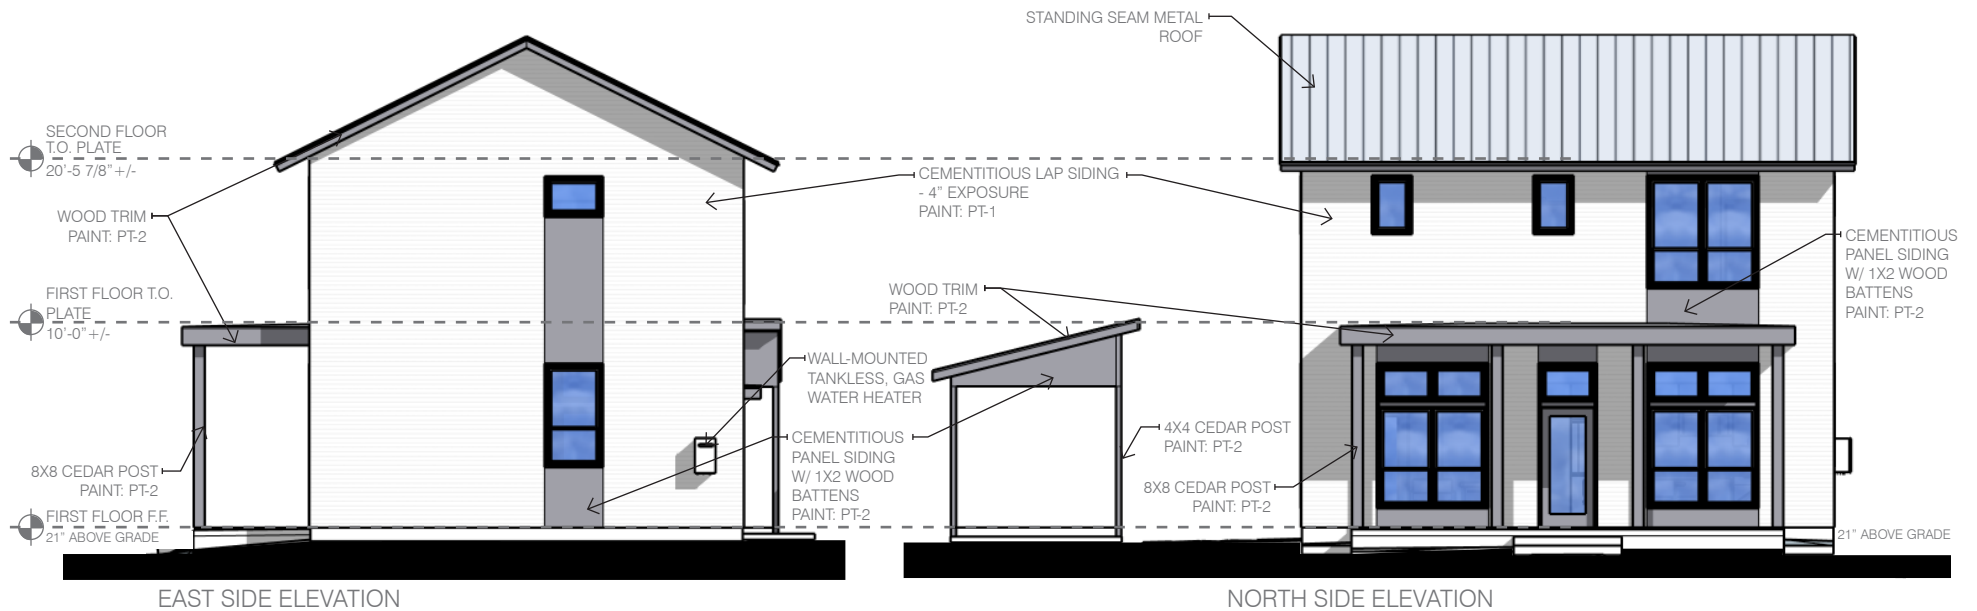 STANDING SEAM METAL
ROOF
SECOND FLOOR
T.O. PLATE
20'-5 7/8" +/-
WOOD TRIM
PAINT: PT-2
FIRST FLOOR T.O.
PLATE
10'-0" +/-
8X8 CEDAR POST
PAINT: PT-2
FIRST FLOOR F.F.
21" ABOVE GRADE
CEMENTITIOUS LAP SIDING
- 4” EXPOSURE
PAINT: PT-1
WOOD TRIM
PAINT: PT-2
WALL-MOUNTED
TANKLESS, GAS
WATER HEATER
CEMENTITIOUS
PANEL SIDING
W/ 1X2 WOOD
BATTENS
PAINT: PT-2
4X4 CEDAR POST
PAINT: PT-2
8X8 CEDAR POST
PAINT: PT-2
CEMENTITIOUS
PANEL SIDING
W/ 1X2 WOOD
BATTENS
PAINT: PT-2
21" ABOVE GRADE
EAST SIDE ELEVATION
NORTH SIDE ELEVATION